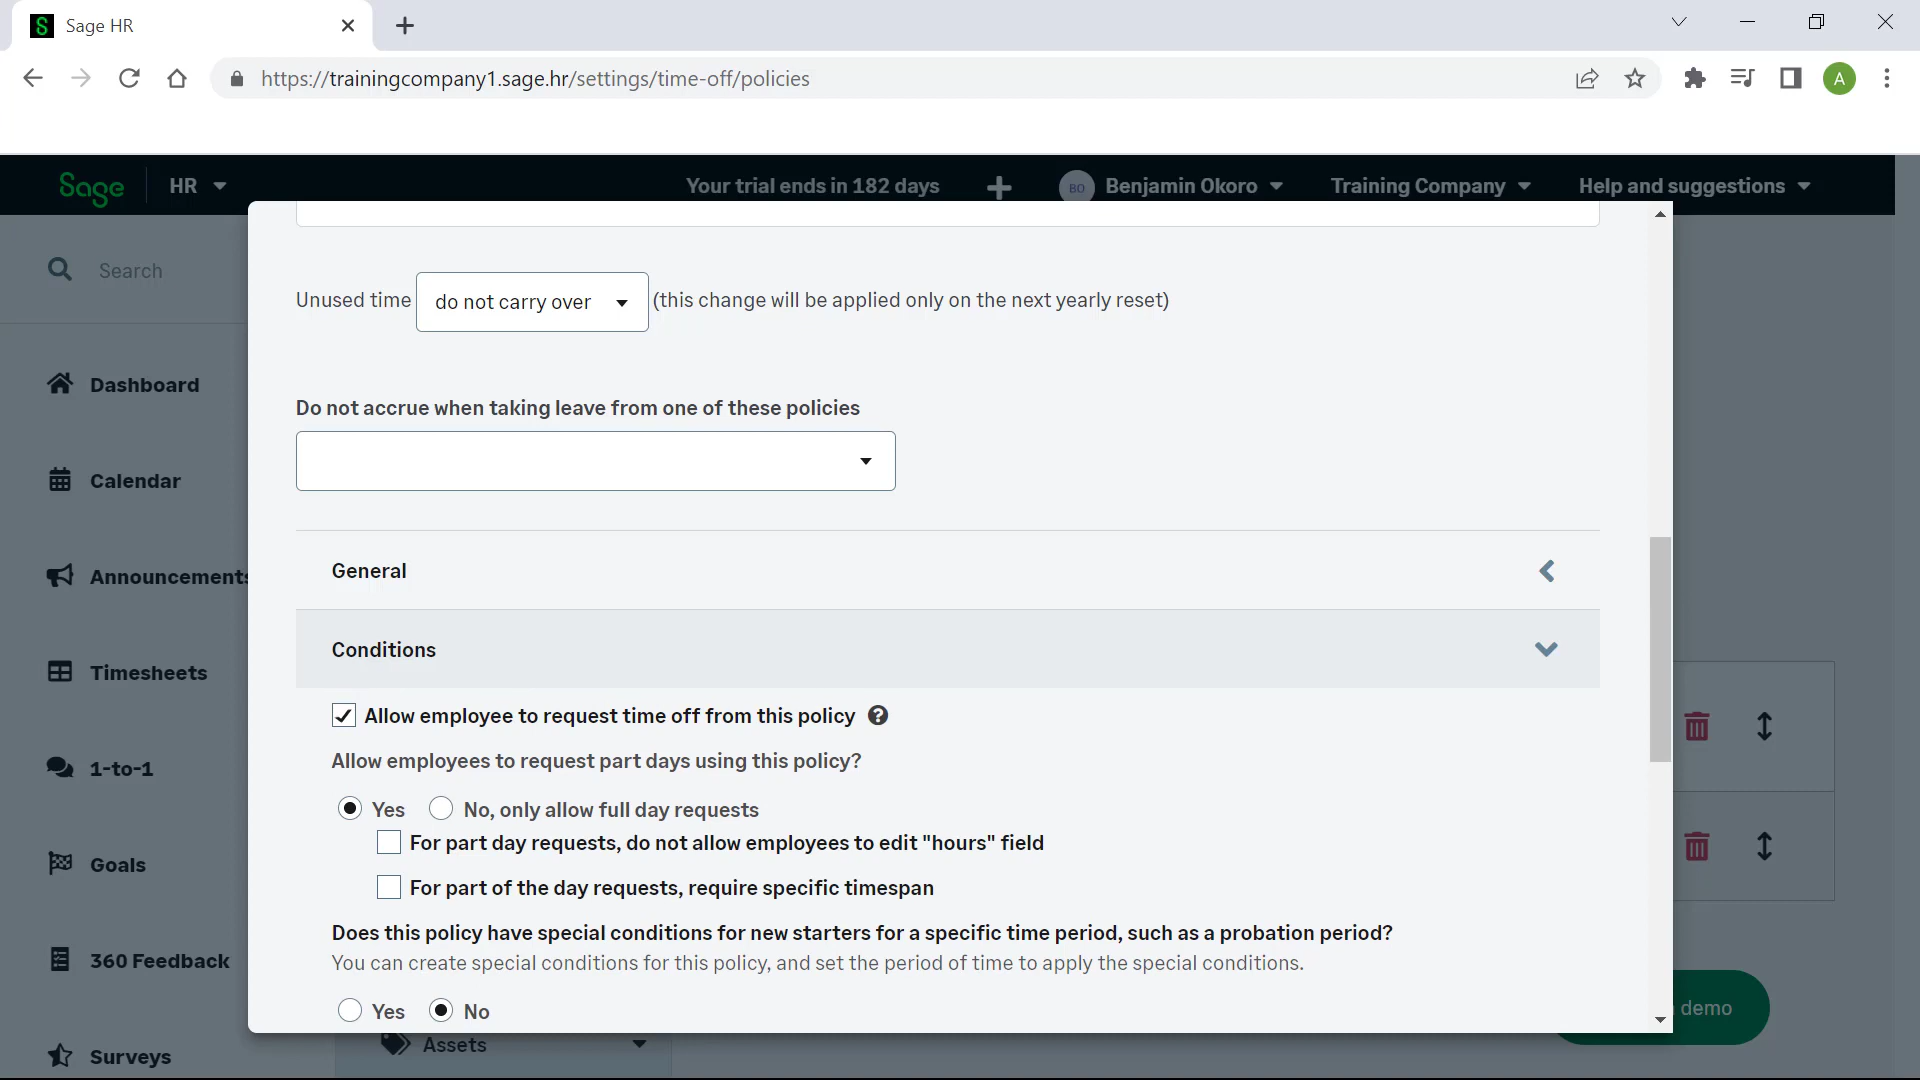 Sage HR
https://trainingcompany1.sage.hr/settings/time-off/policies
A
Sage
HR
Your trial ends in 182 days
BO
Benjamin Okoro
Training Company
Help and suggestions
Search
Unused time do not carry over (this change will be applied only on the next yearly reset)
Dashboard
Do not accrue when taking leave from one of these policies
Calendar
General
Announcements
Conditions
Timesheets
Allow employee to request time off from this policy
Allow employees to request part days using this policy?
1-to-1
Yes No, only allow full day requests
For part day requests, do not allow employees to edit "hours" field
Goals
For part of the day requests, require specific timespan
Does this policy have special conditions for new starters for a specific time period, such as a probation period?
360 Feedback
You can create special conditions for this policy, and set the period of time to apply the special conditions.
Yes No
demo
Assets
Surveys